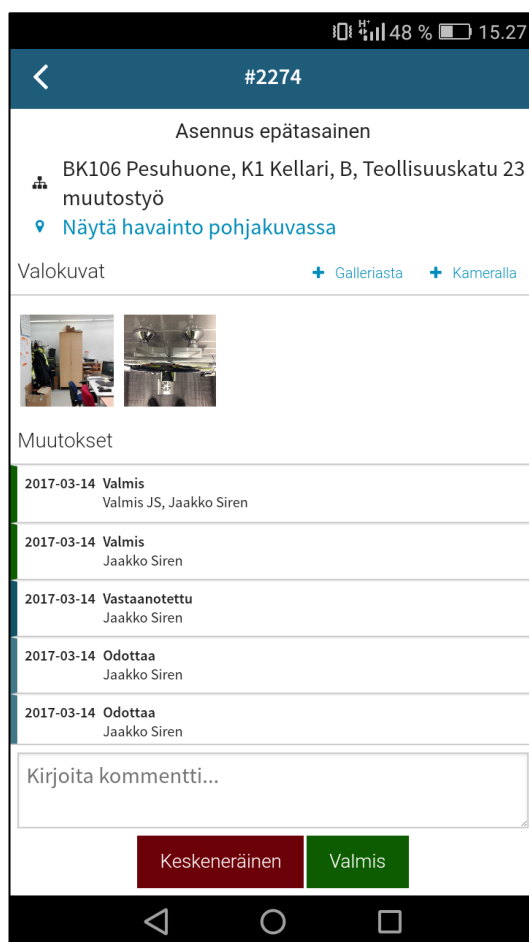 H+ 48 % 15.27
#2274
Asennus epätasainen
BK106 Pesuhuone, K1 Kellari, B, Teollisuuskatu 23
muutostyö
Näytä havainto pohjakuvassa
Valokuvat + Galleriasta + Kameralla
Muutokset
2017-03-14 Valmis
Valmis JS, Jaakko Siren
2017-03-14 Valmis
Jaakko Siren
2017-03-14 Vastaanotettu
Jaakko Siren
2017-03-14 Odottaa
Jaakko Siren
2017-03-14 Odottaa
Jaakko Siren
Kirjoita kommentti...
Keskeneräinen Valmis